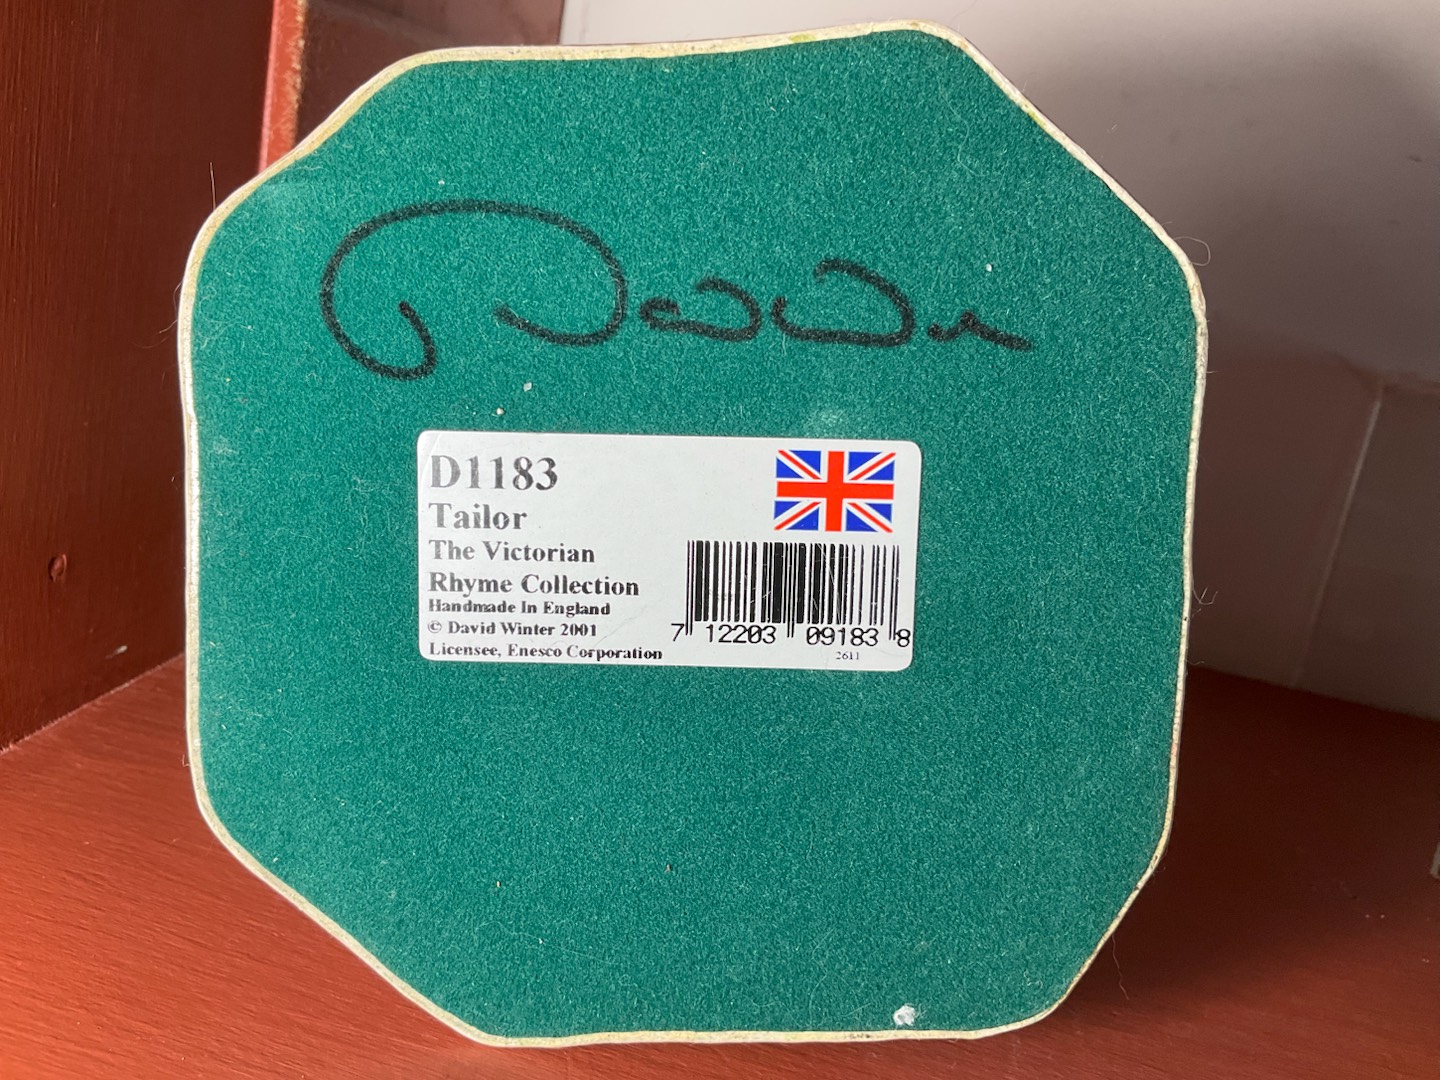 D1183
Tailor
The Victorian
Rhyme Collection
Handmade In England
© David Winter 2001
Licensee, Enesco Corporation
7 12203 09183 8
2611